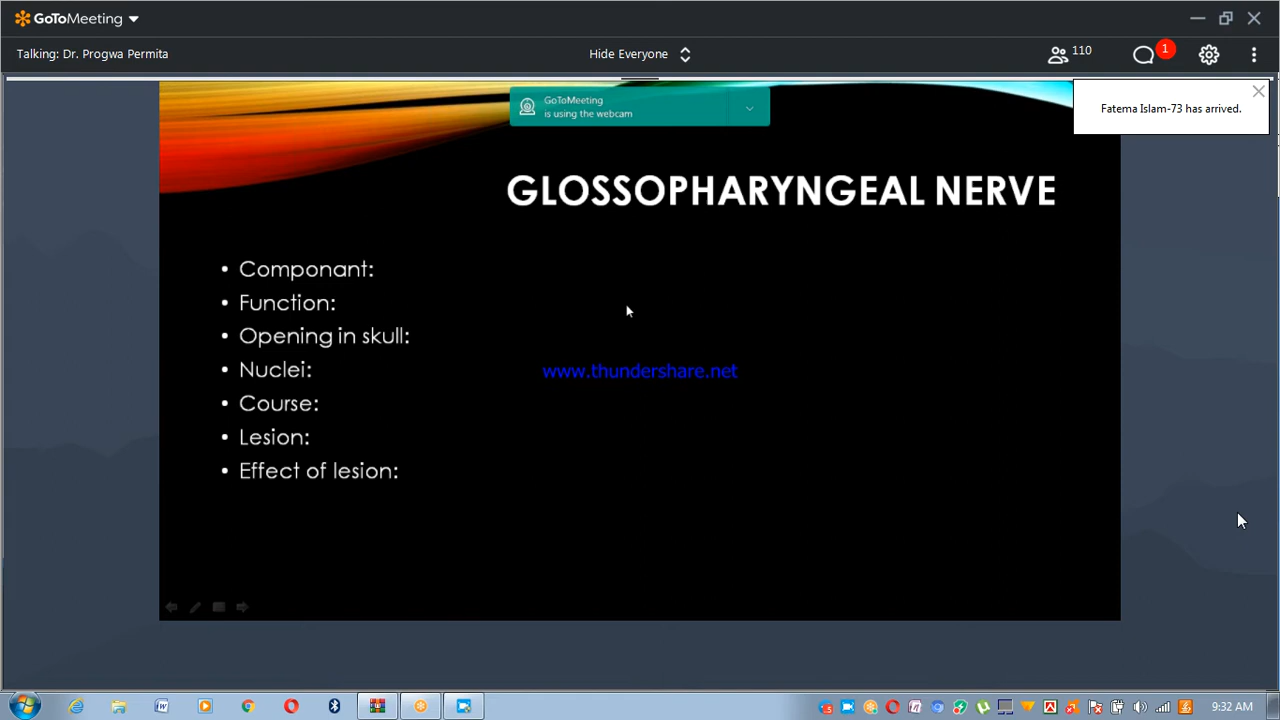 GoToMeeting
Talking: Dr. Progwa Permita
Hide Everyone
110
1
GoToMeeting
is using the webcam
Fatema Islam-73 has arrived.
GLOSSOPHARYNGEAL NERVE
• Componant:
• Function:
• Opening in skull:
• Nuclei:
www.thundershare.net
• Course:
• Lesion:
• Effect of lesion:
9:32 AM